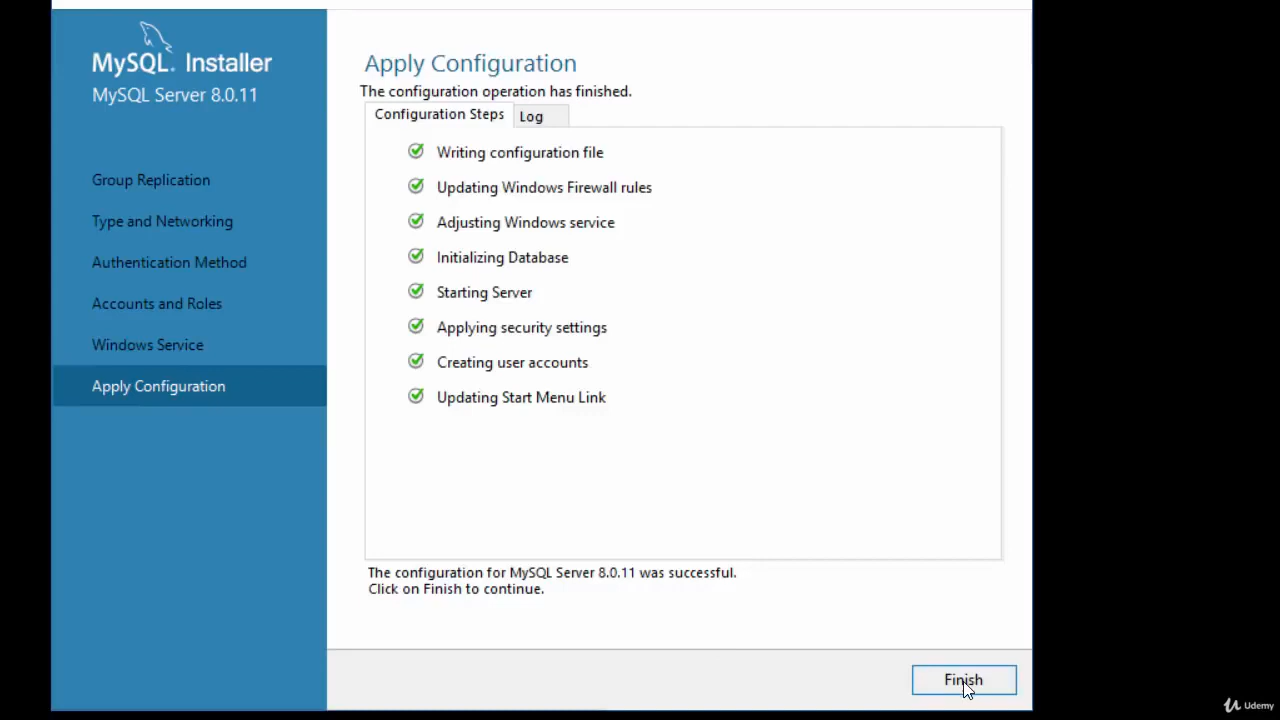 MySQL. Installer
MySQL Server 8.0.11
Group Replication
Type and Networking
Authentication Method
Accounts and Roles
Windows Service
Apply Configuration
Apply Configuration
The configuration operation has finished.
Configuration Steps
Log
Writing configuration file
Updating Windows Firewall rules
Adjusting Windows service
Initializing Database
Starting Server
Applying security settings
Creating user accounts
Updating Start Menu Link
The configuration for MySQL Server 8.0.11 was successful.
Click on Finish to continue.
Finish
Udemy